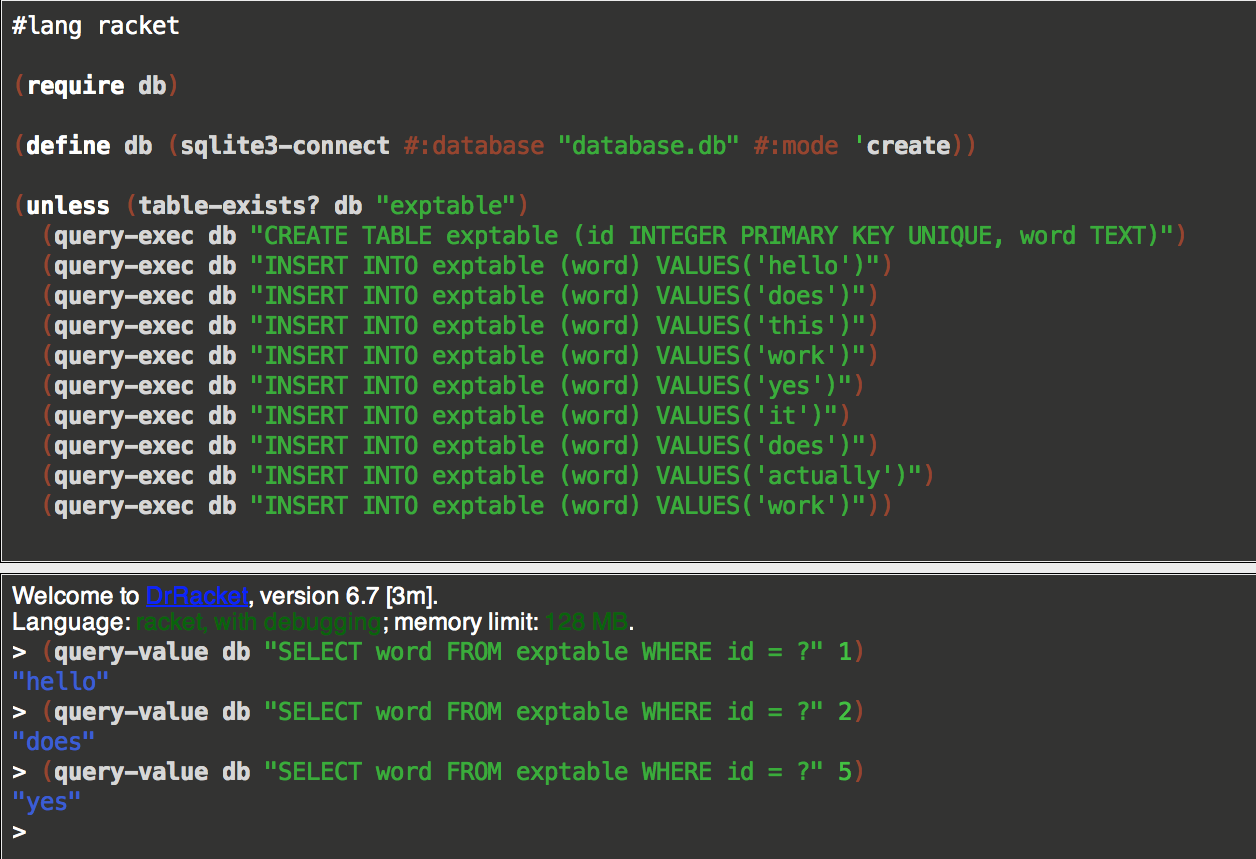 #lang racket
(require db)
(define db (sqlite3-connect #:database "database.db" #:mode 'create))
(unless (table-exists? db "exptable")
  (query-exec db "CREATE TABLE exptable (id INTEGER PRIMARY KEY UNIQUE, word TEXT)")
  (query-exec db "INSERT INTO exptable (word) VALUES('hello')")
  (query-exec db "INSERT INTO exptable (word) VALUES('does')")
  (query-exec db "INSERT INTO exptable (word) VALUES('this')")
  (query-exec db "INSERT INTO exptable (word) VALUES('work')")
  (query-exec db "INSERT INTO exptable (word) VALUES('yes')")
  (query-exec db "INSERT INTO exptable (word) VALUES('it')")
  (query-exec db "INSERT INTO exptable (word) VALUES('does')")
  (query-exec db "INSERT INTO exptable (word) VALUES('actually')")
  (query-exec db "INSERT INTO exptable (word) VALUES('work')"))
Welcome to DrRacket, version 6.7 [3m].
Language: racket, with debugging; memory limit: 128 MB.
> (query-value db "SELECT word FROM exptable WHERE id = ?" 1)
"hello"
> (query-value db "SELECT word FROM exptable WHERE id = ?" 2)
"does"
> (query-value db "SELECT word FROM exptable WHERE id = ?" 5)
"yes"
>